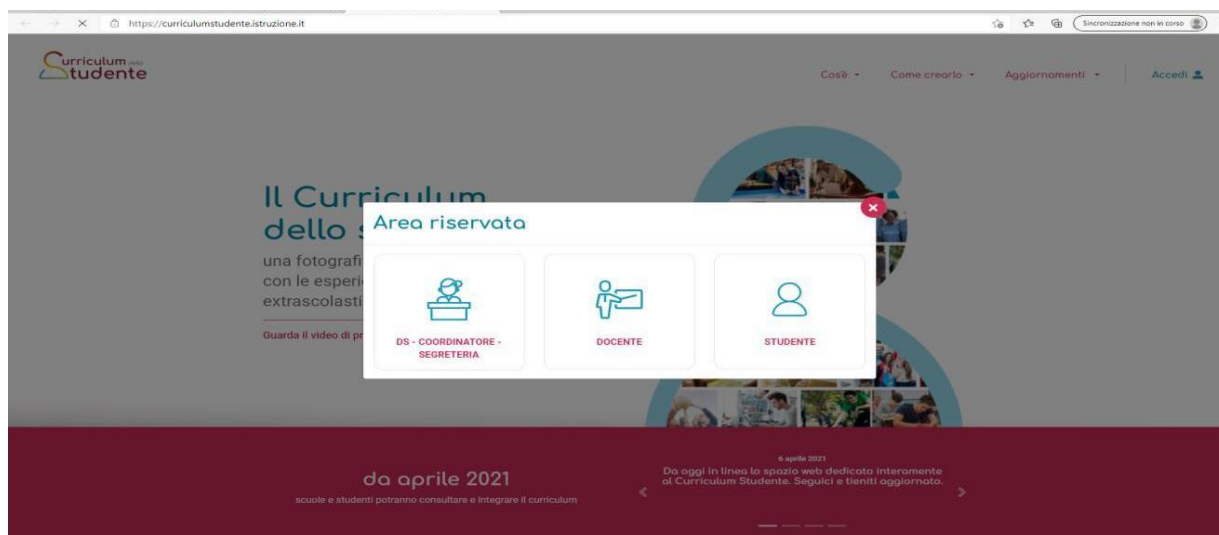 https://curriculumstudente.istruzione.it
Sincronizzazione non in corso
Curriculum dello
Studente
Cos'è
Come crearlo
Aggiornamenti
Accedi
Il Curriculum
dello s
Area riservata
una fotografi
con le esperi
extrascolasti
Guarda il video di pr
DS - COORDINATORE -
SEGRETERIA
DOCENTE
STUDENTE
da aprile 2021
scuole e studenti potranno consultare e integrare il curriculum
6 aprile 2021
Da oggi in linea lo spazio web dedicato interamente
al Curriculum Studente. Seguici e tieniti aggiornato.